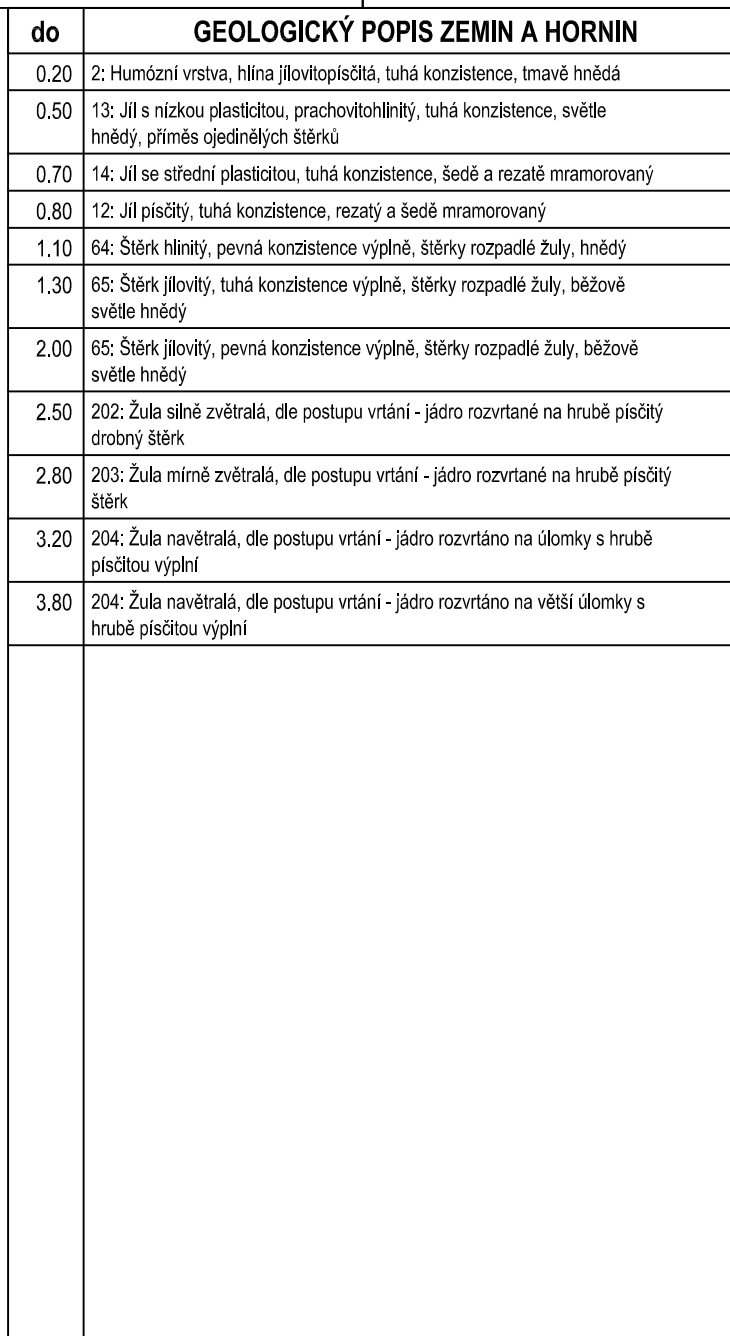 do GEOLOGICKÝ POPIS ZEMIN A HORNIN
0.20 2: Humózní vrstva, hlína jílovitopísčitá, tuhá konzistence, tmavě hnědá
0.50 13: Jíl s nízkou plasticitou, prachovitohlinitý, tuhá konzistence, světle
hnědý, příměs ojedinělých štěrků
0.70 14: Jíl se střední plasticitou, tuhá konzistence, šedě a rezatě mramorovaný
0.80 12: Jíl písčitý, tuhá konzistence, rezatý a šedě mramorovaný
1.10 64: Štěrk hlinitý, pevná konzistence výplně, štěrky rozpadlé žuly, hnědý
1.30 65: Štěrk jílovitý, tuhá konzistence výplně, štěrky rozpadlé žuly, běžově
světle hnědý
2.00 65: Štěrk jílovitý, pevná konzistence výplně, štěrky rozpadlé žuly, běžově
světle hnědý
2.50 202: Žula silně zvětralá, dle postupu vrtání - jádro rozvrtané na hrubě písčitý
drobný štěrk
2.80 203: Žula mírně zvětralá, dle postupu vrtání - jádro rozvrtané na hrubě písčitý
štěrk
3.20 204: Žula navětralá, dle postupu vrtání - jádro rozvrtáno na úlomky s hrubě
písčitou výplní
3.80 204: Žula navětralá, dle postupu vrtání - jádro rozvrtáno na větší úlomky s
hrubě písčitou výplní